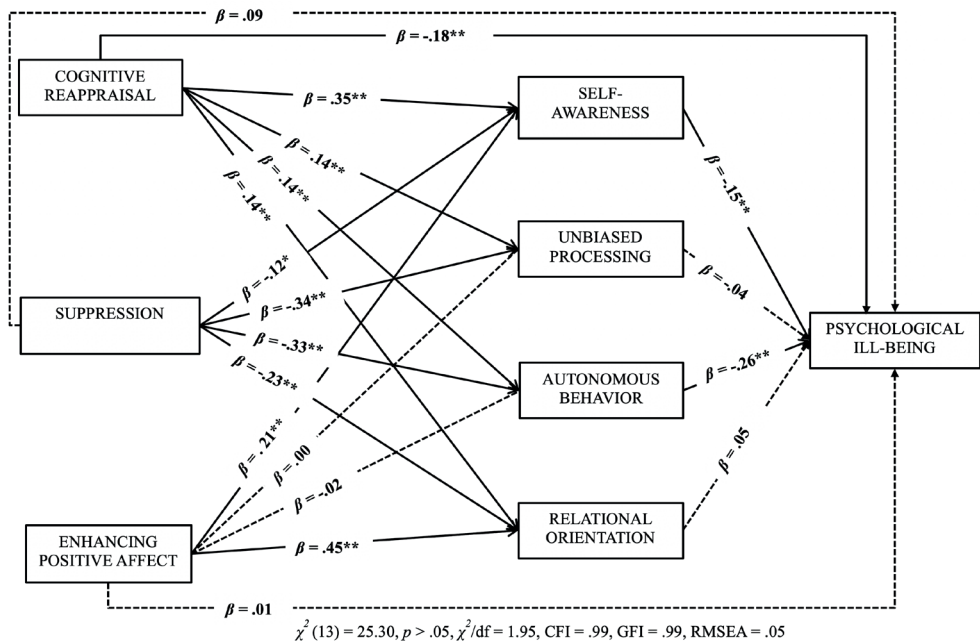 β = .09
β = -.18**
COGNITIVE
REAPPRAISAL
SELF-
AWARENESS
β = .35**
β = .14**
β = .14**
β = .14**
β = -.15**
UNBIASED
PROCESSING
β = -.12*
β = -.04
SUPPRESSION
β = -.34**
β = -.33**
β = -.23**
PSYCHOLOGICAL
ILL-BEING
AUTONOMOUS
BEHAVIOR
β = -.26**
β = .21**
β = .00
β = -.02
β = .05
RELATIONAL
ORIENTATION
ENHANCING
POSITIVE AFFECT
β = .45**
β = .01
χ² (13) = 25.30, p > .05, χ²/df = 1.95, CFI = .99, GFI = .99, RMSEA = .05